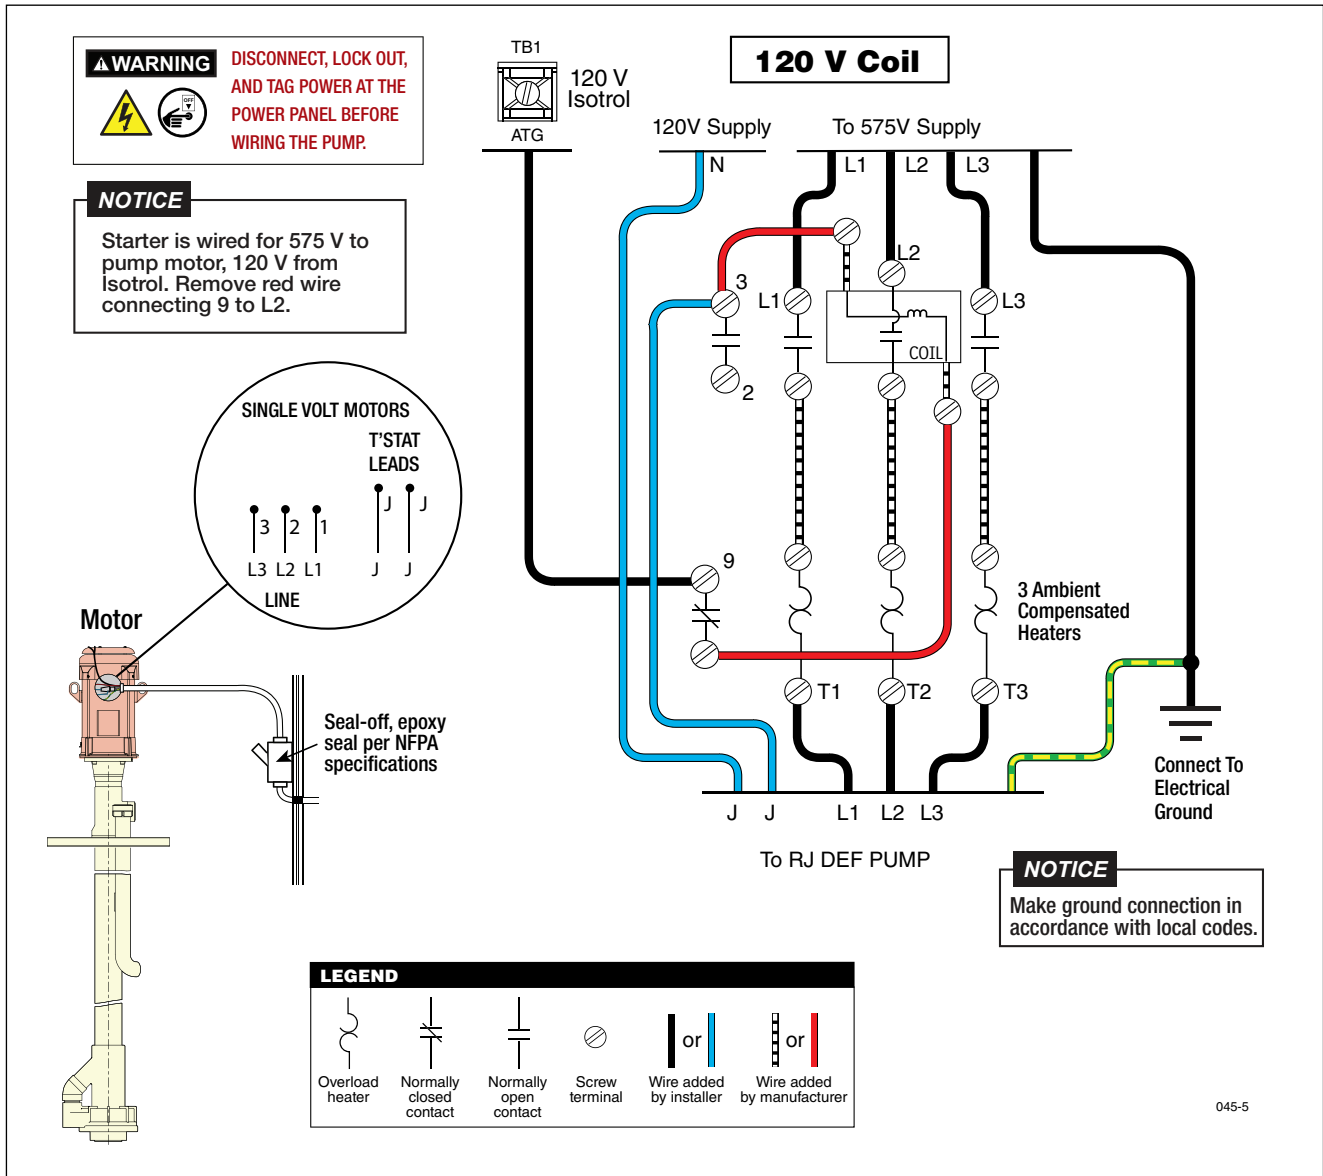 WARNING
DISCONNECT, LOCK OUT,
AND TAG POWER AT THE
POWER PANEL BEFORE
WIRING THE PUMP.
OFF
NOTICE
Starter is wired for 575 V to
pump motor, 120 V from
Isotrol. Remove red wire
connecting 9 to L2.
TB1
120 V
Isotrol
ATG
120 V Coil
120V Supply
To 575V Supply
N
L1
L2
L3
L2
3
L1
L3
COIL
2
9
3 Ambient
Compensated
Heaters
T1
T2
T3
J
J
L1
L2
L3
To RJ DEF PUMP
Connect To
Electrical
Ground
SINGLE VOLT MOTORS
T'STAT
LEADS
J
J
3
2
1
L3
L2
L1
J
J
LINE
Motor
Seal-off, epoxy
seal per NFPA
specifications
NOTICE
Make ground connection in
accordance with local codes.
LEGEND
or
or
Overload
heater
Normally
closed
contact
Normally
open
contact
Screw
terminal
Wire added
by installer
Wire added
by manufacturer
045-5